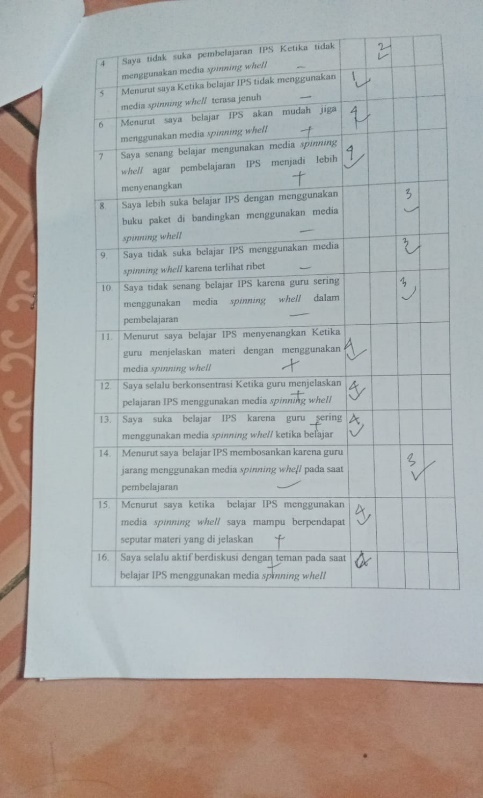 4 Saya tidak suka pembelajaran IPS Ketika tidak 2
menggunakan media spinning whell —
5 Menurut saya Ketika belajar IPS tidak menggunakan 1
media spinning whell terasa jenuh —
6 Menurut saya belajar IPS akan mudah jiga 4
menggunakan media spinning whell +
7 Saya senang belajar mengunakan media spinning 4
whell agar pembelajaran IPS menjadi lebih
menyenangkan +
8. Saya lebih suka belajar IPS dengan menggunakan 3
buku paket di bandingkan menggunakan media
spinning whell —
9. Saya tidak suka belajar IPS menggunakan media 3
spinning whell karena terlihat ribet —
10. Saya tidak senang belajar IPS karena guru sering 3
menggunakan media spinning whell dalam
pembelajaran —
11. Menurut saya belajar IPS menyenangkan Ketika
guru menjelaskan materi dengan menggunakan 4
media spinning whell +
12. Saya selalu berkonsentrasi Ketika guru menjelaskan 4
pelajaran IPS menggunakan media spinning whell +
13. Saya suka belajar IPS karena guru sering 4
menggunakan media spinning whell ketika belajar +
14. Menurut saya belajar IPS membosankan karena guru 3
jarang menggunakan media spinning whell pada saat
pembelajaran —
15. Menurut saya ketika belajar IPS menggunakan 4
media spinning whell saya mampu berpendapat
seputar materi yang di jelaskan +
16. Saya selalu aktif berdiskusi dengan teman pada saat 4
belajar IPS menggunakan media spinning whell +